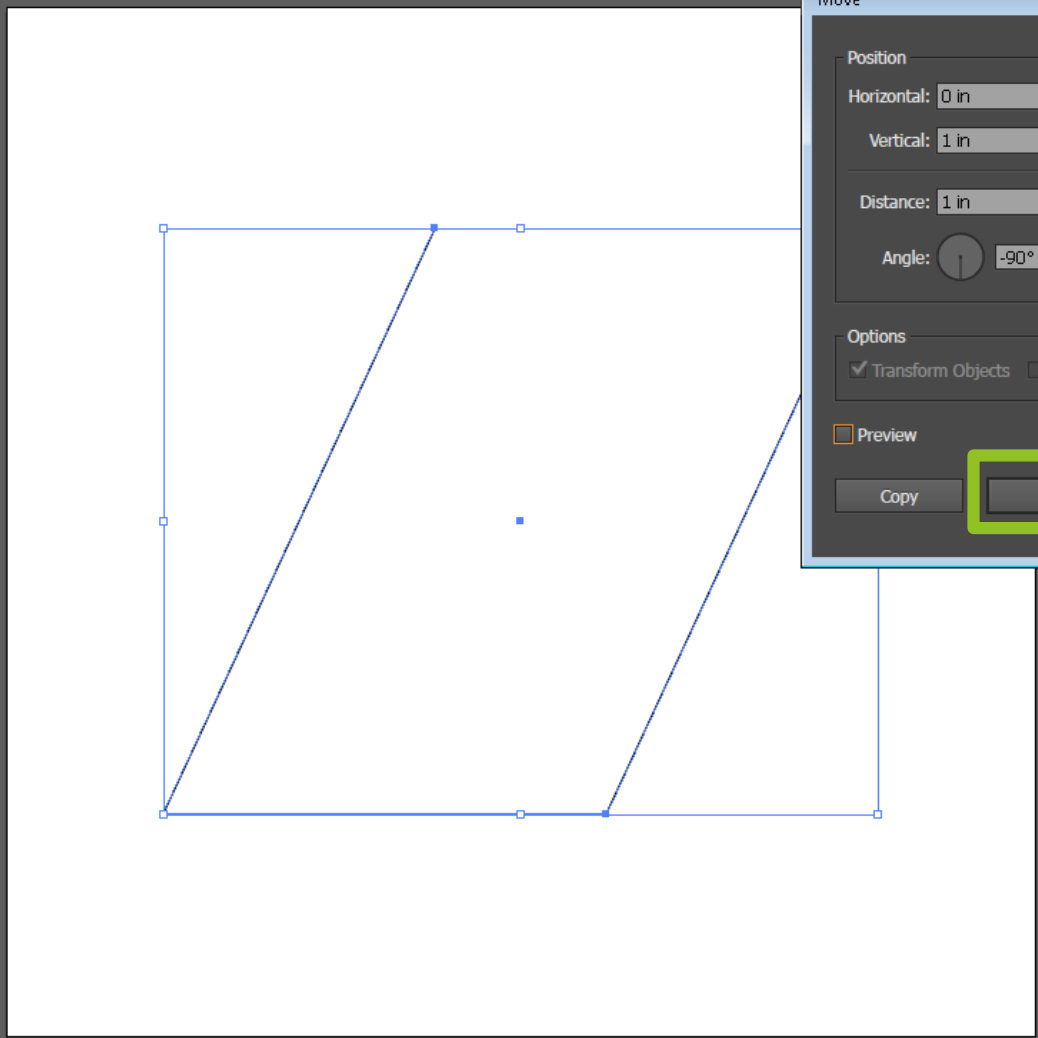 Move
Position
Horizontal: 0 in
Vertical: 1 in
Distance: 1 in
Angle: -90°
Options
Transform Objects
Preview
Copy